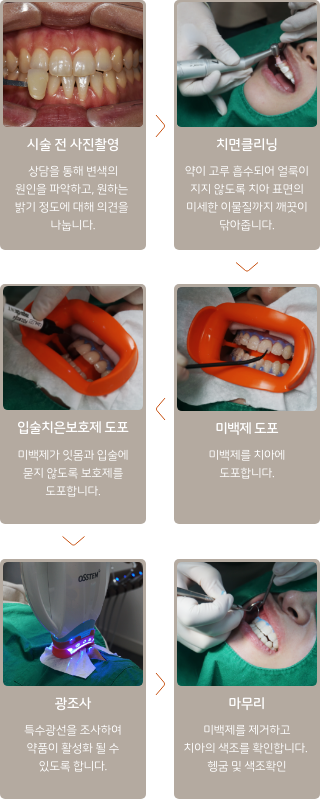 시술 전 사진촬영
상담을 통해 변색의
원인을 파악하고, 원하는
밝기 정도에 대해 의견을
나눕니다.
치면클리닝
약이 고루 흡수되어 얼룩이
지지 않도록 치아 표면의
미세한 이물질까지 깨끗이
닦아줍니다.
입술치은보호제 도포
미백제가 잇몸과 입술에
묻지 않도록 보호제를
도포합니다.
미백제 도포
미백제를 치아에
도포합니다.
OSSTEM
광조사
특수광선을 조사하여
약품이 활성화 될 수
있도록 합니다.
마무리
미백제를 제거하고
치아의 색조를 확인합니다.
헹굼 및 색조확인